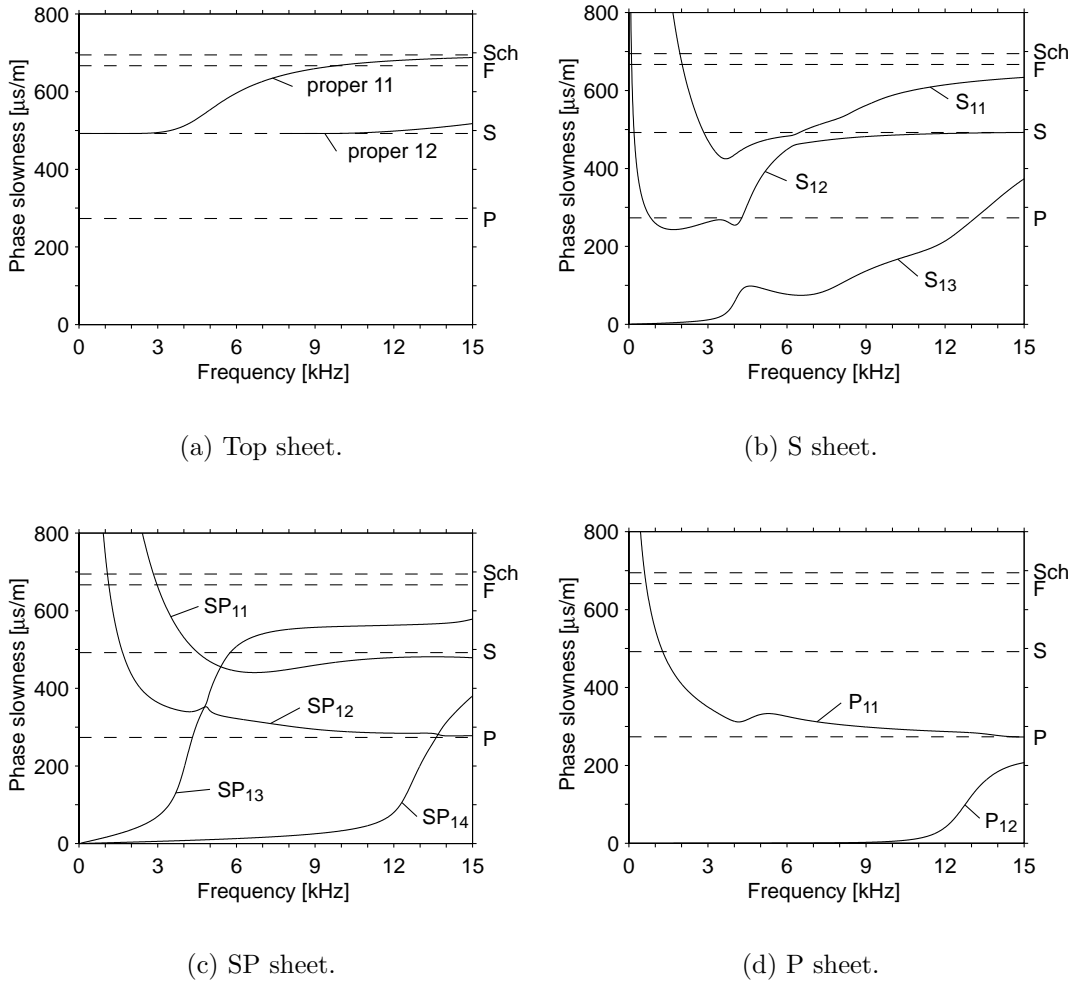 800
600
400
200
0
Phase slowness [μs/m]
0 3 6 9 12 15
Frequency [kHz]
Sch
F
S
P
proper 11
proper 12
(a) Top sheet.
800
600
400
200
0
Phase slowness [μs/m]
0 3 6 9 12 15
Frequency [kHz]
Sch
F
S
P
S₁₁
S₁₂
S₁₃
(b) S sheet.
800
600
400
200
0
Phase slowness [μs/m]
0 3 6 9 12 15
Frequency [kHz]
Sch
F
S
P
SP₁₁
SP₁₂
SP₁₃
SP₁₄
(c) SP sheet.
800
600
400
200
0
Phase slowness [μs/m]
0 3 6 9 12 15
Frequency [kHz]
Sch
F
S
P
P₁₁
P₁₂
(d) P sheet.